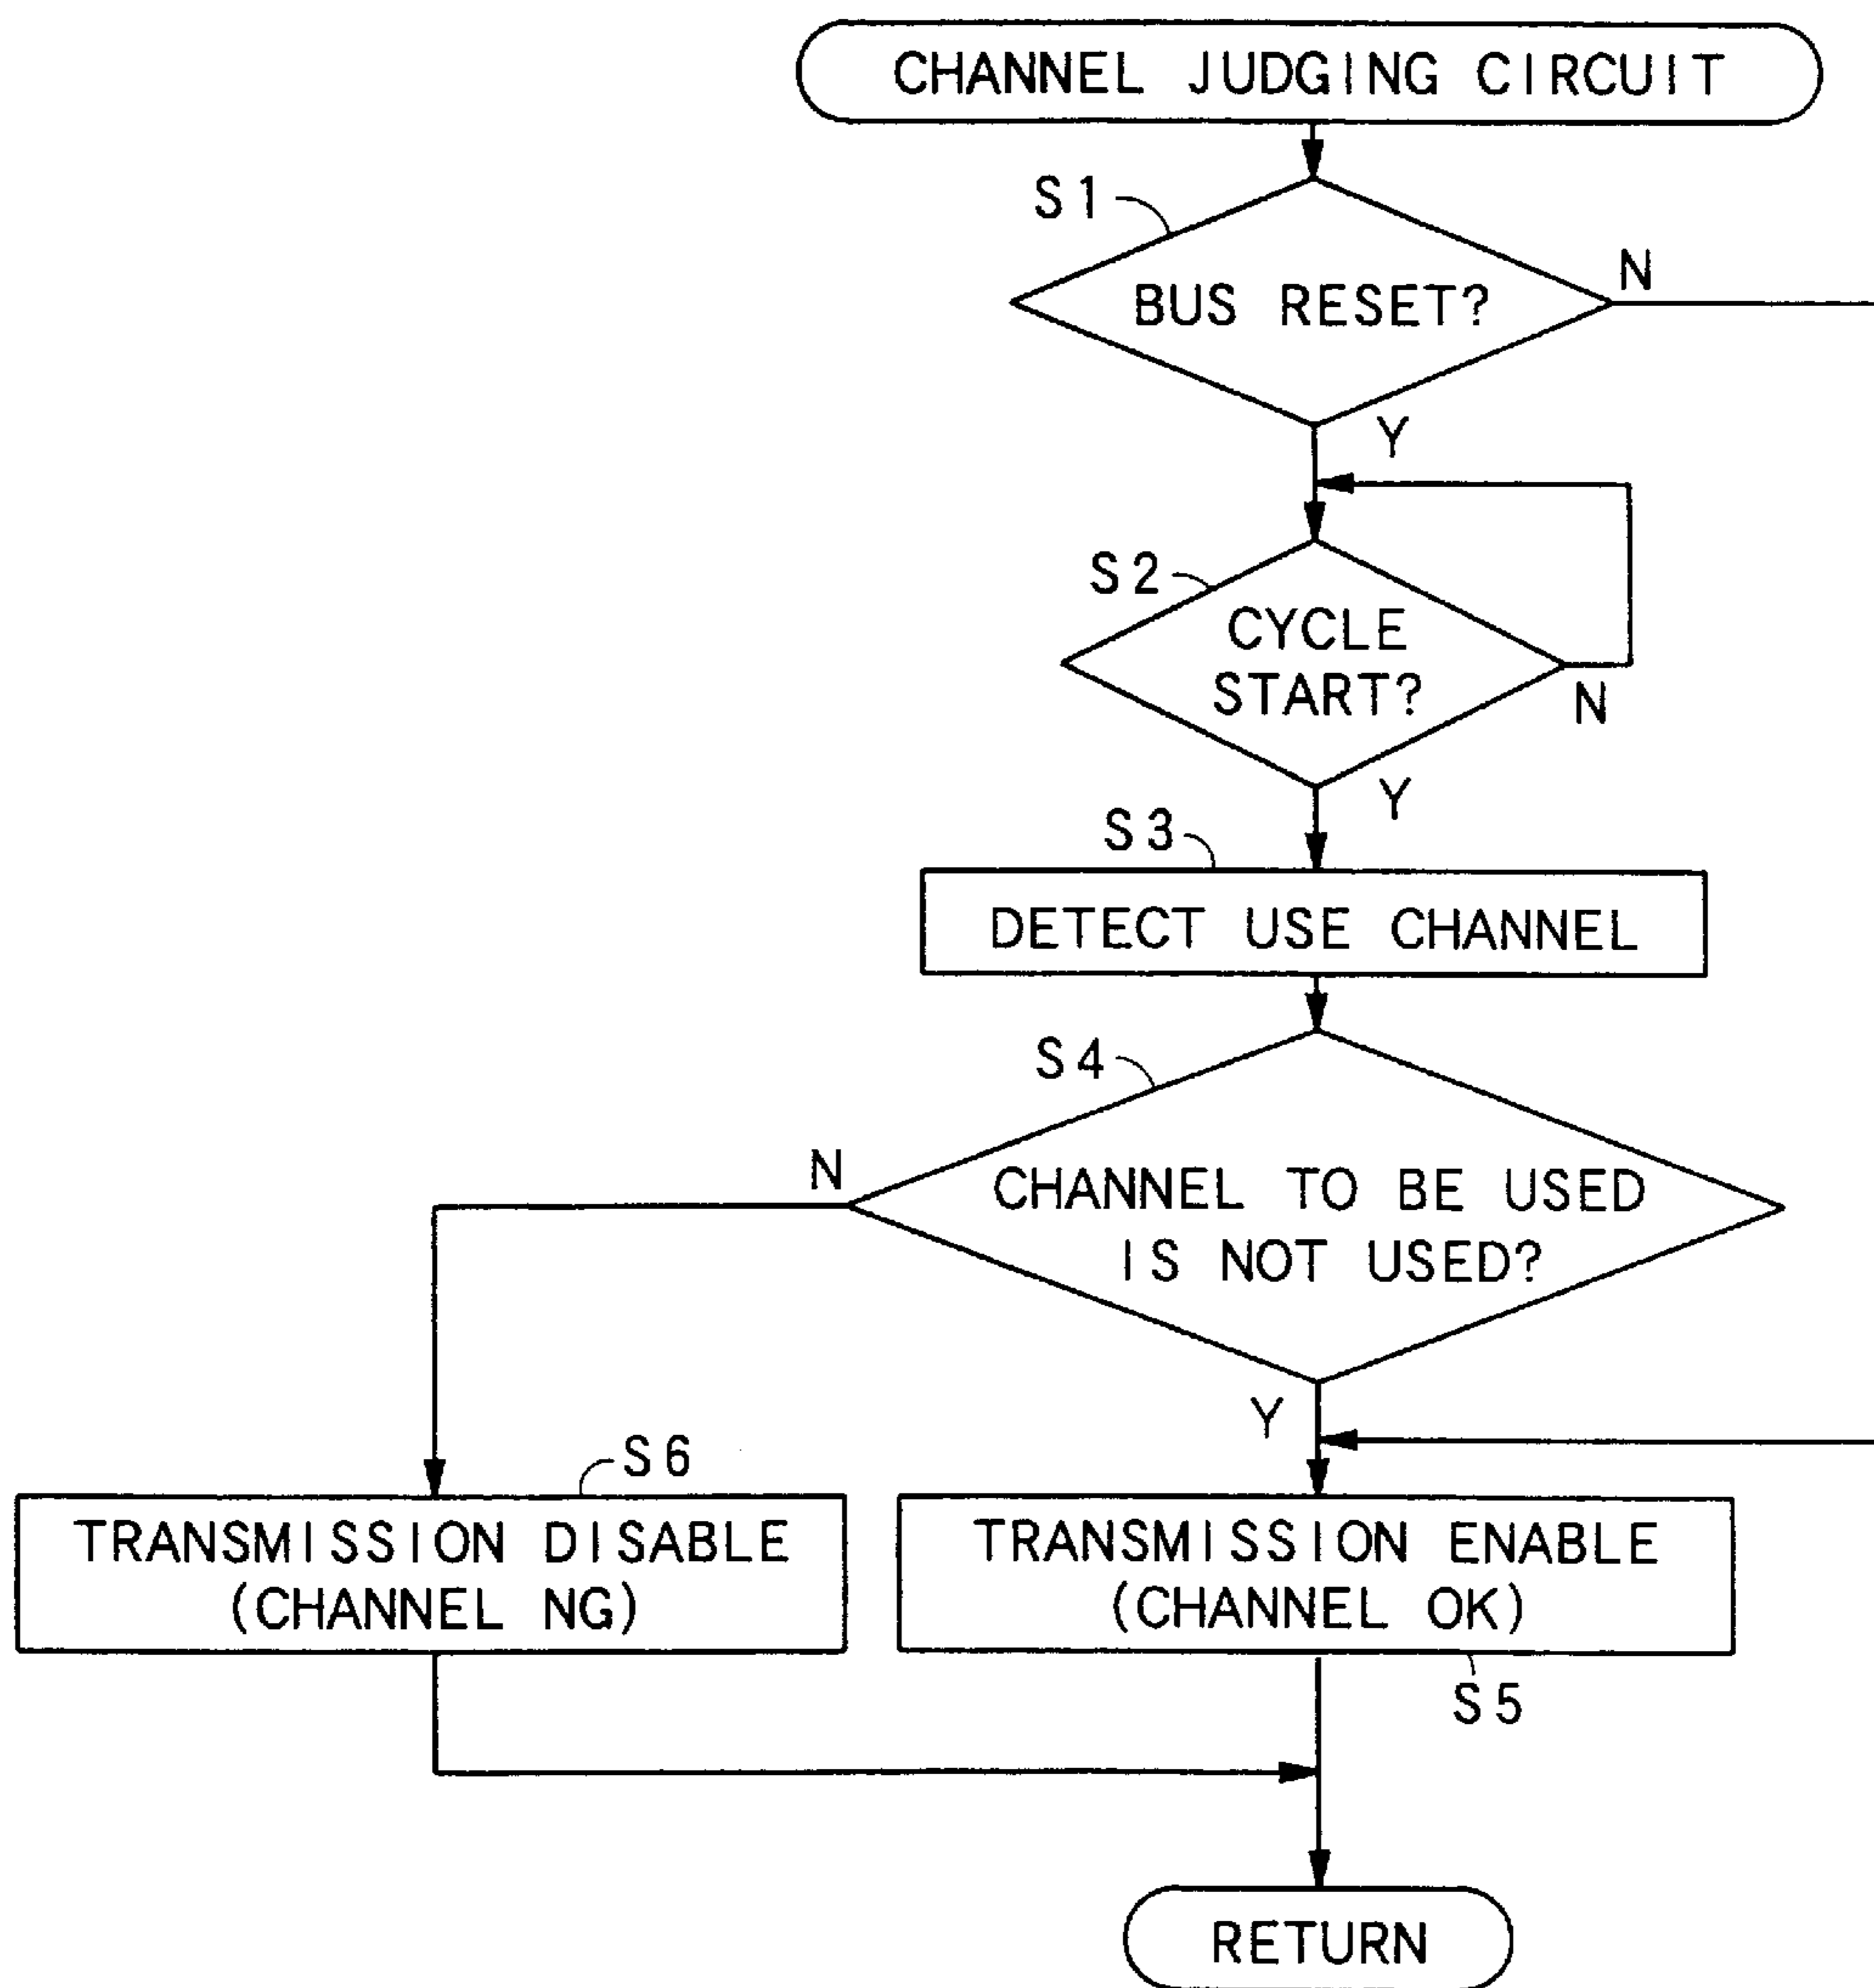 CHANNEL JUDGING CIRCUIT
S1
BUS RESET?
N
Y
S2
CYCLE
START?
N
Y
S3
DETECT USE CHANNEL
S4
N
CHANNEL TO BE USED
IS NOT USED?
Y
S6
TRANSMISSION DISABLE
(CHANNEL NG)
TRANSMISSION ENABLE
(CHANNEL OK)
S5
RETURN